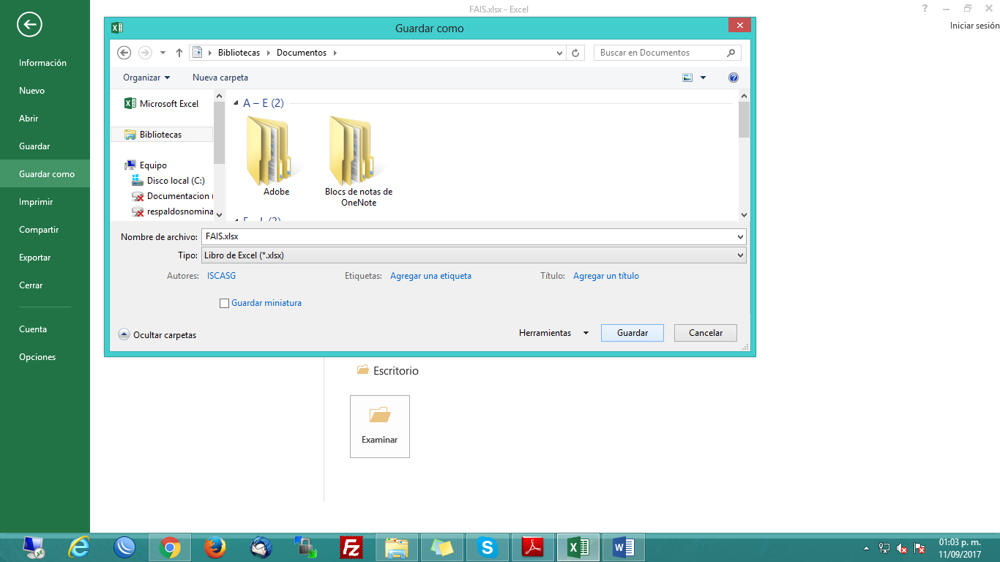 FAIS.xlsx - Excel
Iniciar sesión
Guardar como
Bibliotecas
Documentos
Buscar en Documentos
Organizar
Nueva carpeta
Información
Nuevo
Abrir
Guardar
Guardar como
Imprimir
Compartir
Exportar
Cerrar
Cuenta
Opciones
Microsoft Excel
Bibliotecas
Equipo
Disco local (C:)
Documentacion (
respaldosnomina
A – E (2)
Adobe
Blocs de notas de
OneNote
Nombre de archivo: FAIS.xlsx
Tipo: Libro de Excel (*.xlsx)
Autores: ISCASG
Etiquetas: Agregar una etiqueta
Título: Agregar un título
Guardar miniatura
Ocultar carpetas
Herramientas
Guardar
Cancelar
Escritorio
Examinar
01:03 p. m.
11/09/2017